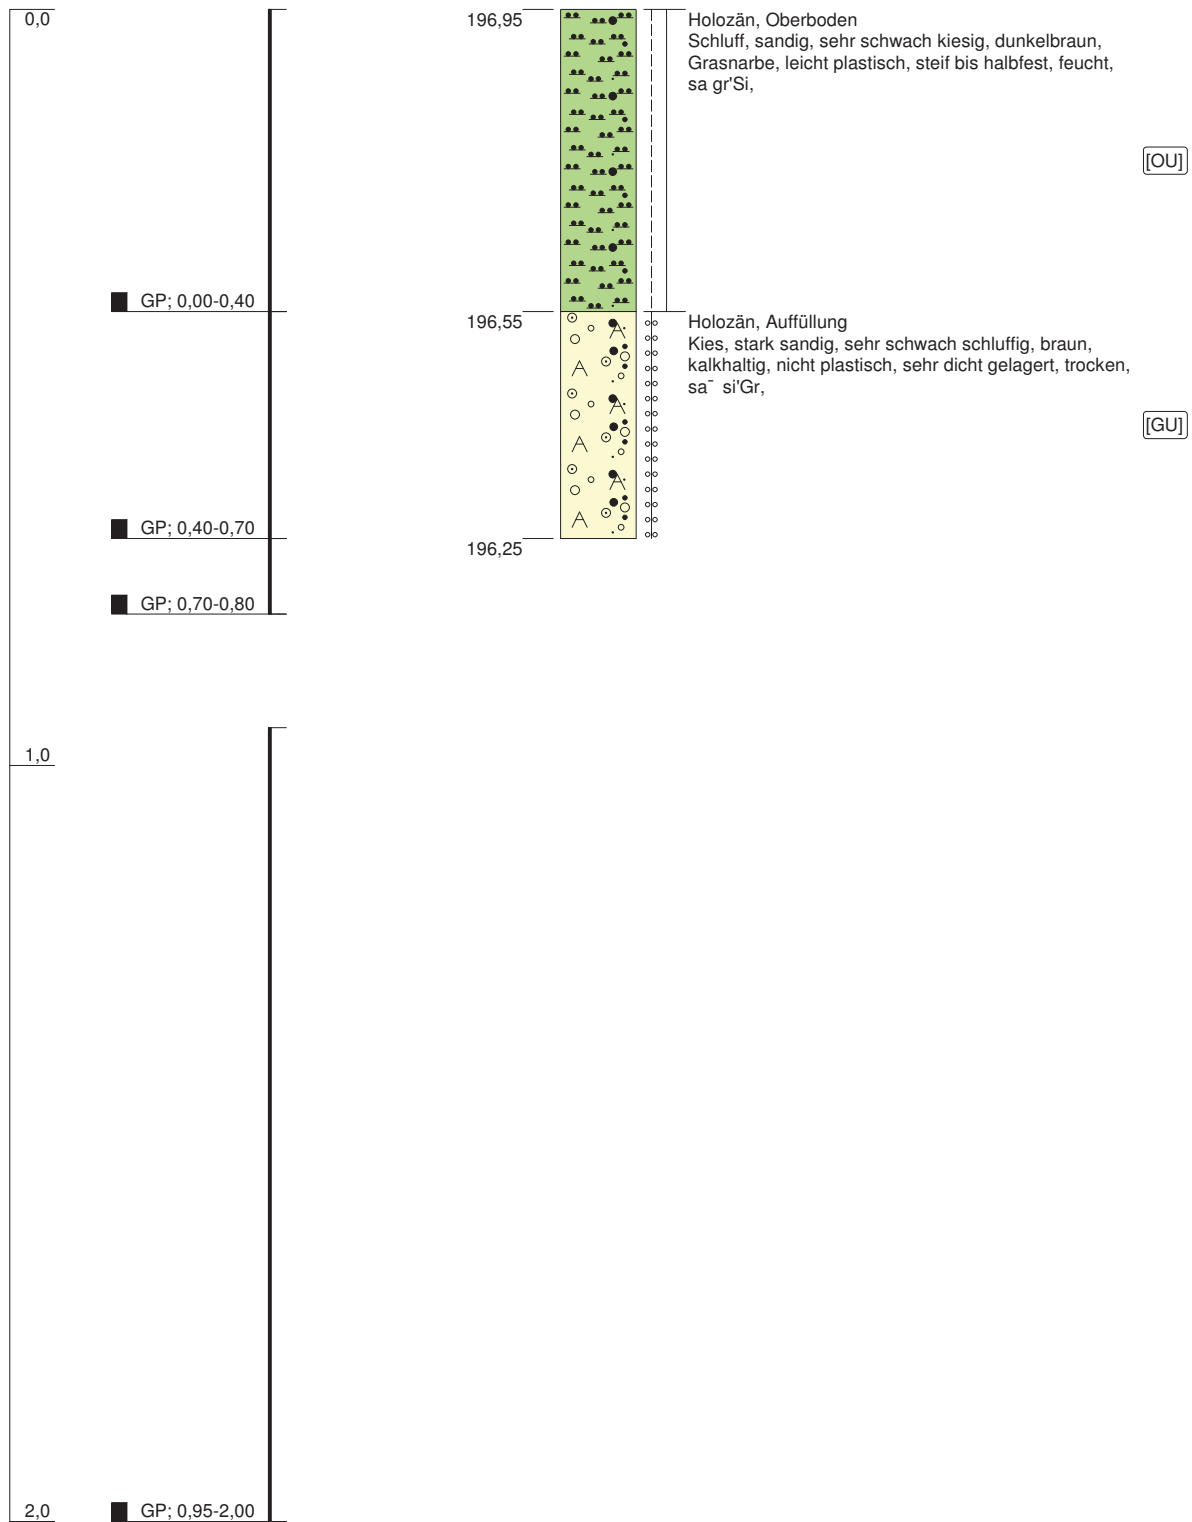 0,0
196,95
Holozän, Oberboden
Schluff, sandig, sehr schwach kiesig, dunkelbraun,
Grasnarbe, leicht plastisch, steif bis halbfest, feucht,
sa gr'Si,
[OU]
GP; 0,00-0,40
196,55
Holozän, Auffüllung
Kies, stark sandig, sehr schwach schluffig, braun,
kalkhaltig, nicht plastisch, sehr dicht gelagert, trocken,
sa¯ si'Gr,
[GU]
GP; 0,40-0,70
196,25
GP; 0,70-0,80
1,0
2,0
GP; 0,95-2,00